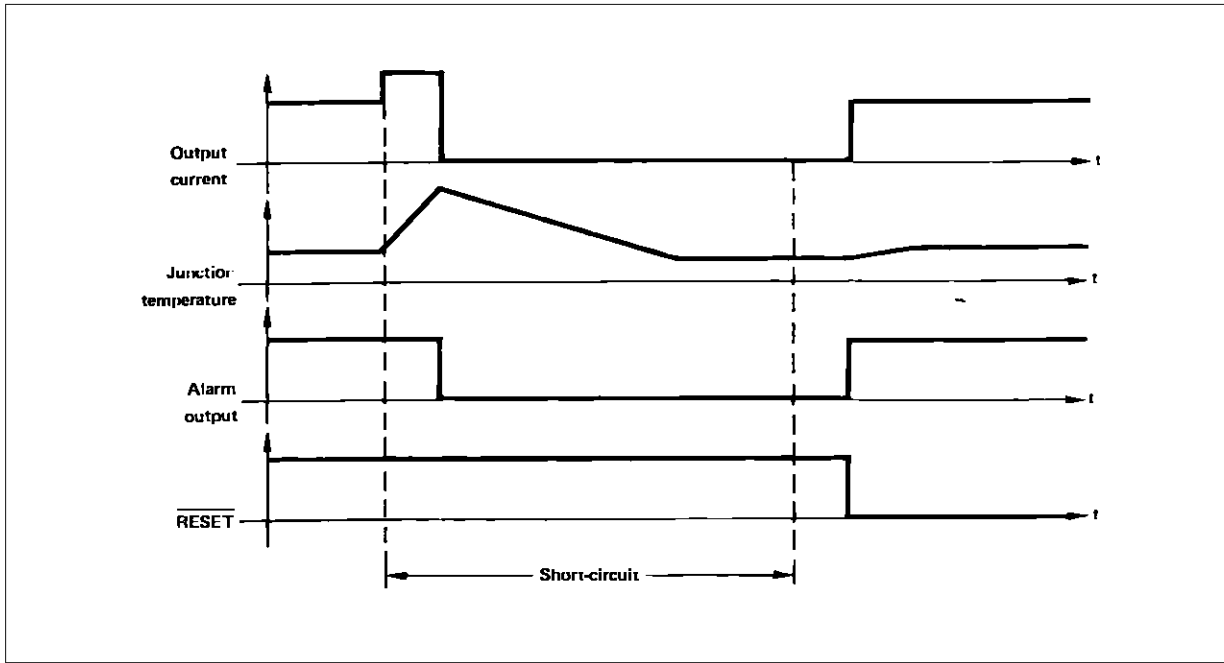 Output
current
t
Junction
temperature
t
Alarm
output
t
RESET
t
Short-circuit